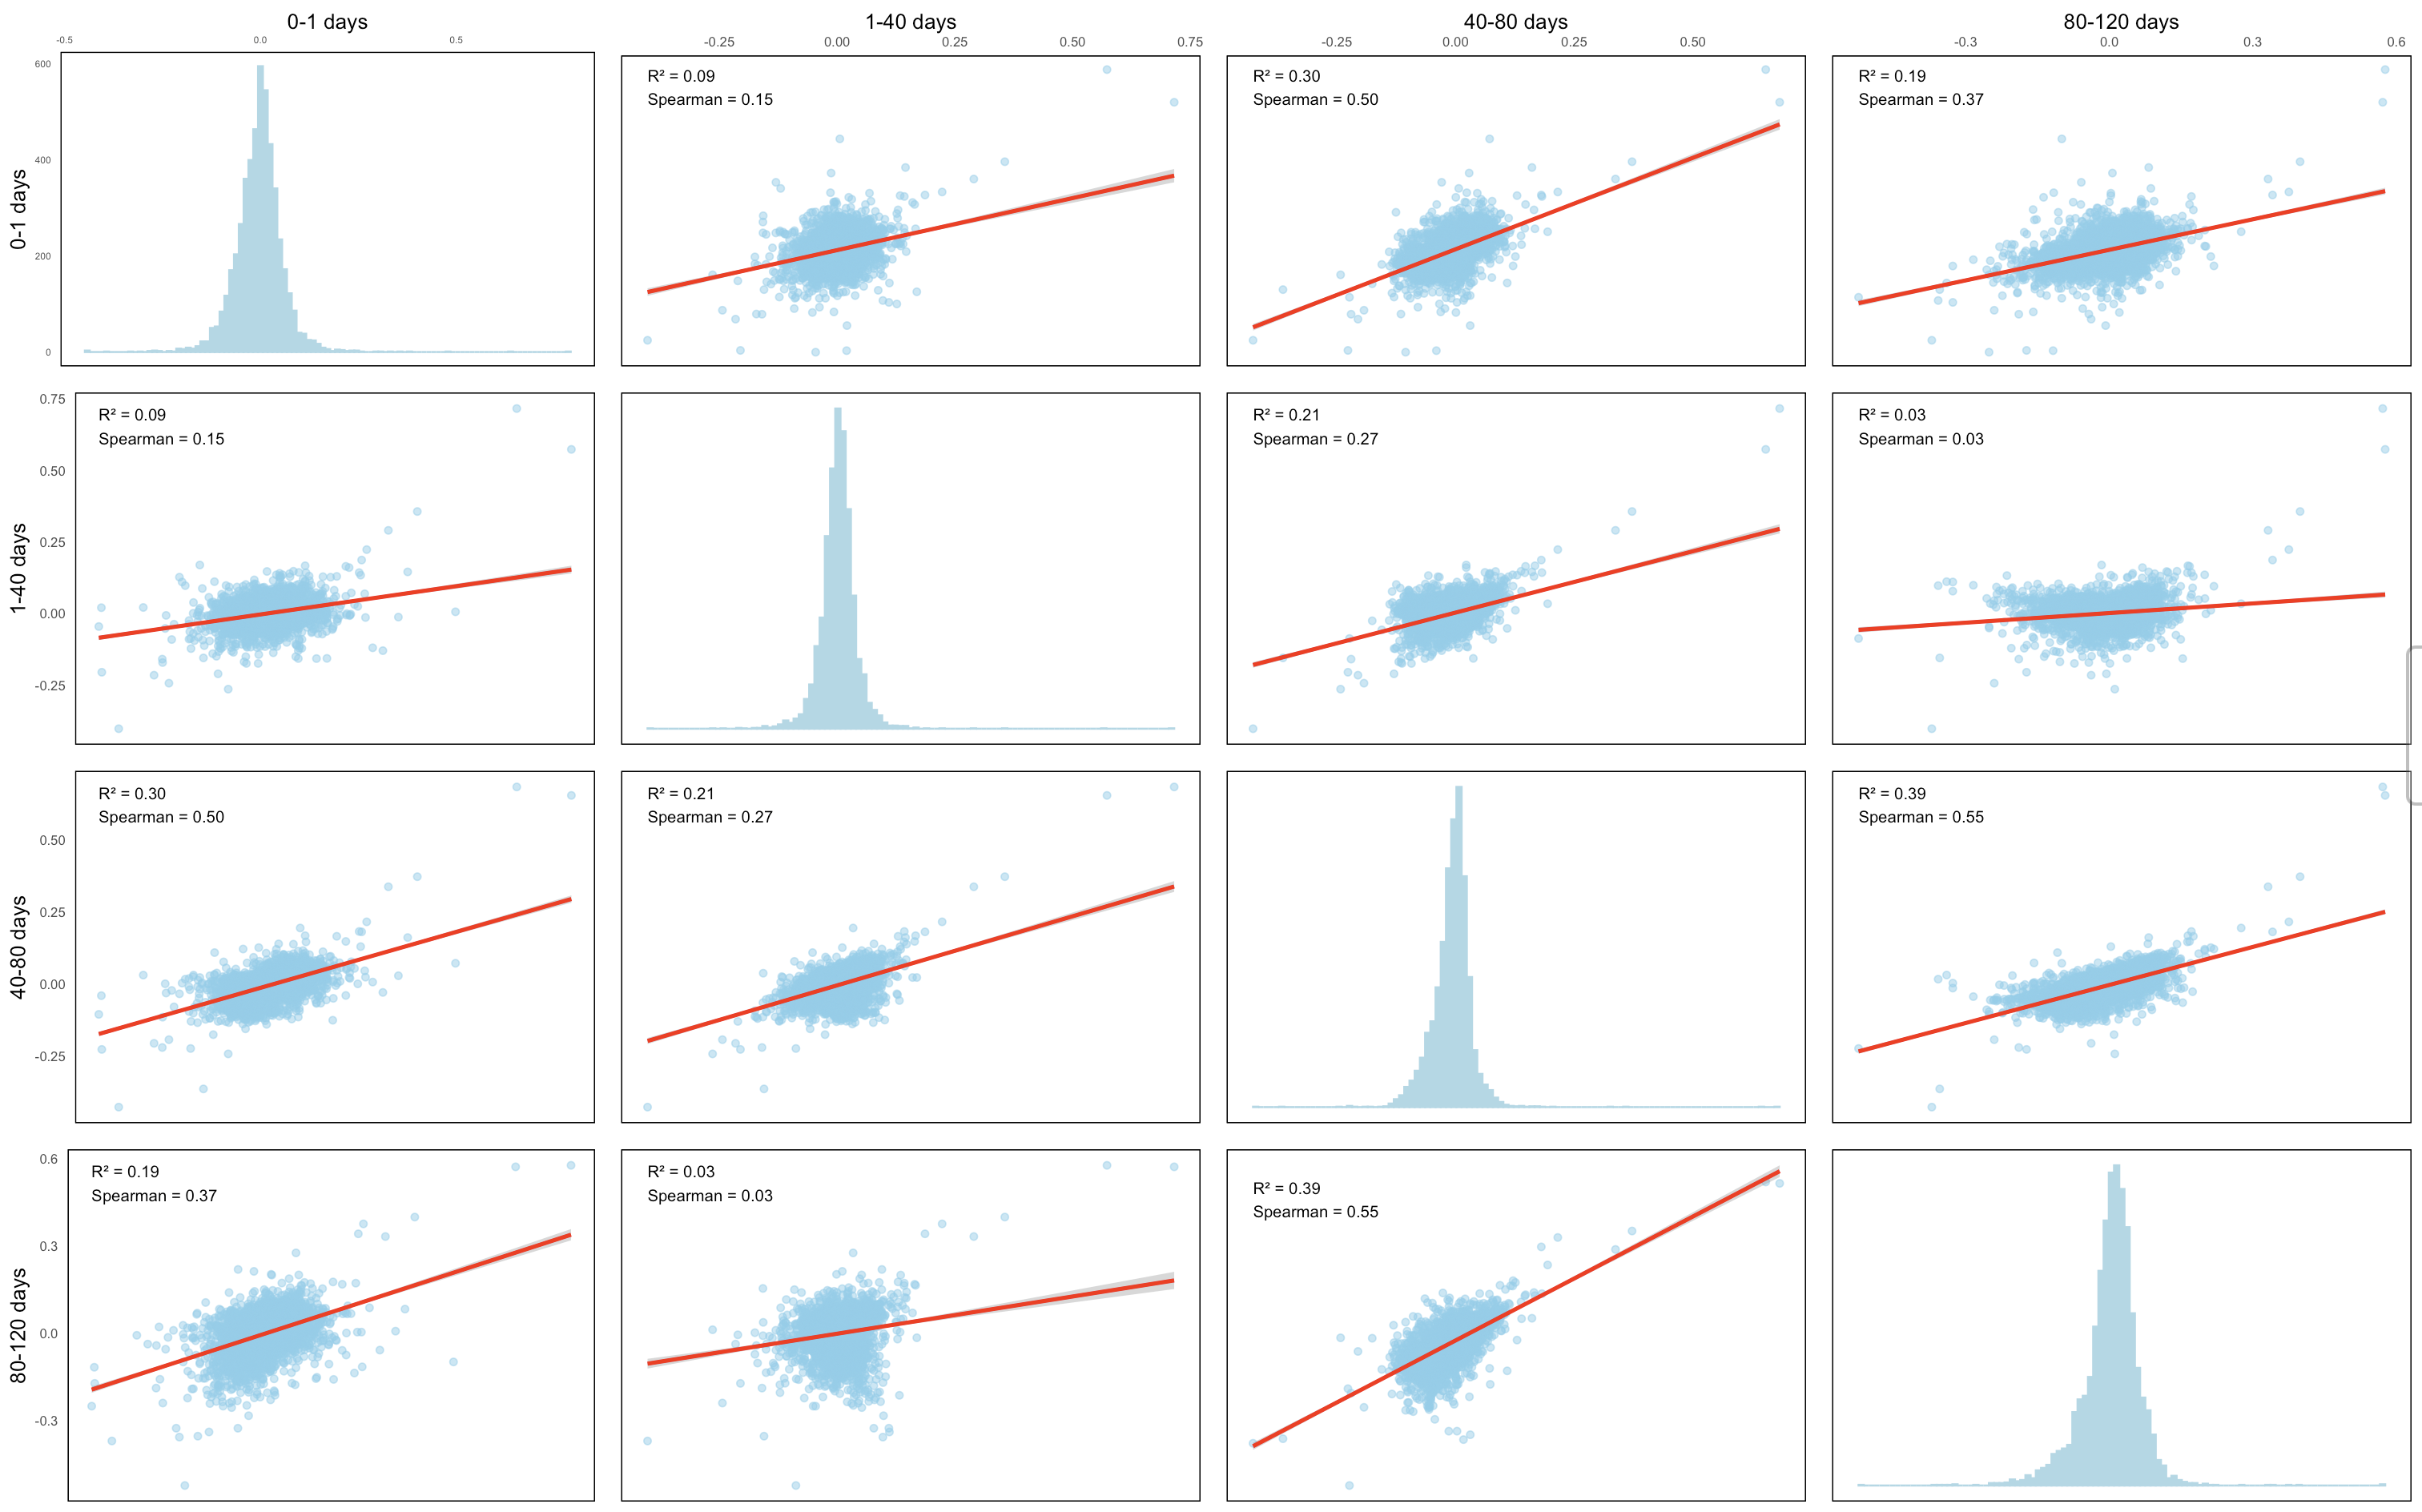 0-1 days
1-40 days
40-80 days
80-120 days
-0.5 0.0 0.5
-0.25 0.00 0.25 0.50 0.75
-0.25 0.00 0.25 0.50
-0.3 0.0 0.3 0.6
0-1 days
600
400
200
0
R² = 0.09
Spearman = 0.15
R² = 0.30
Spearman = 0.50
R² = 0.19
Spearman = 0.37
1-40 days
0.75
0.50
0.25
0.00
-0.25
R² = 0.09
Spearman = 0.15
R² = 0.21
Spearman = 0.27
R² = 0.03
Spearman = 0.03
40-80 days
0.50
0.25
0.00
-0.25
R² = 0.30
Spearman = 0.50
R² = 0.21
Spearman = 0.27
R² = 0.39
Spearman = 0.55
80-120 days
0.6
0.3
0.0
-0.3
R² = 0.19
Spearman = 0.37
R² = 0.03
Spearman = 0.03
R² = 0.39
Spearman = 0.55